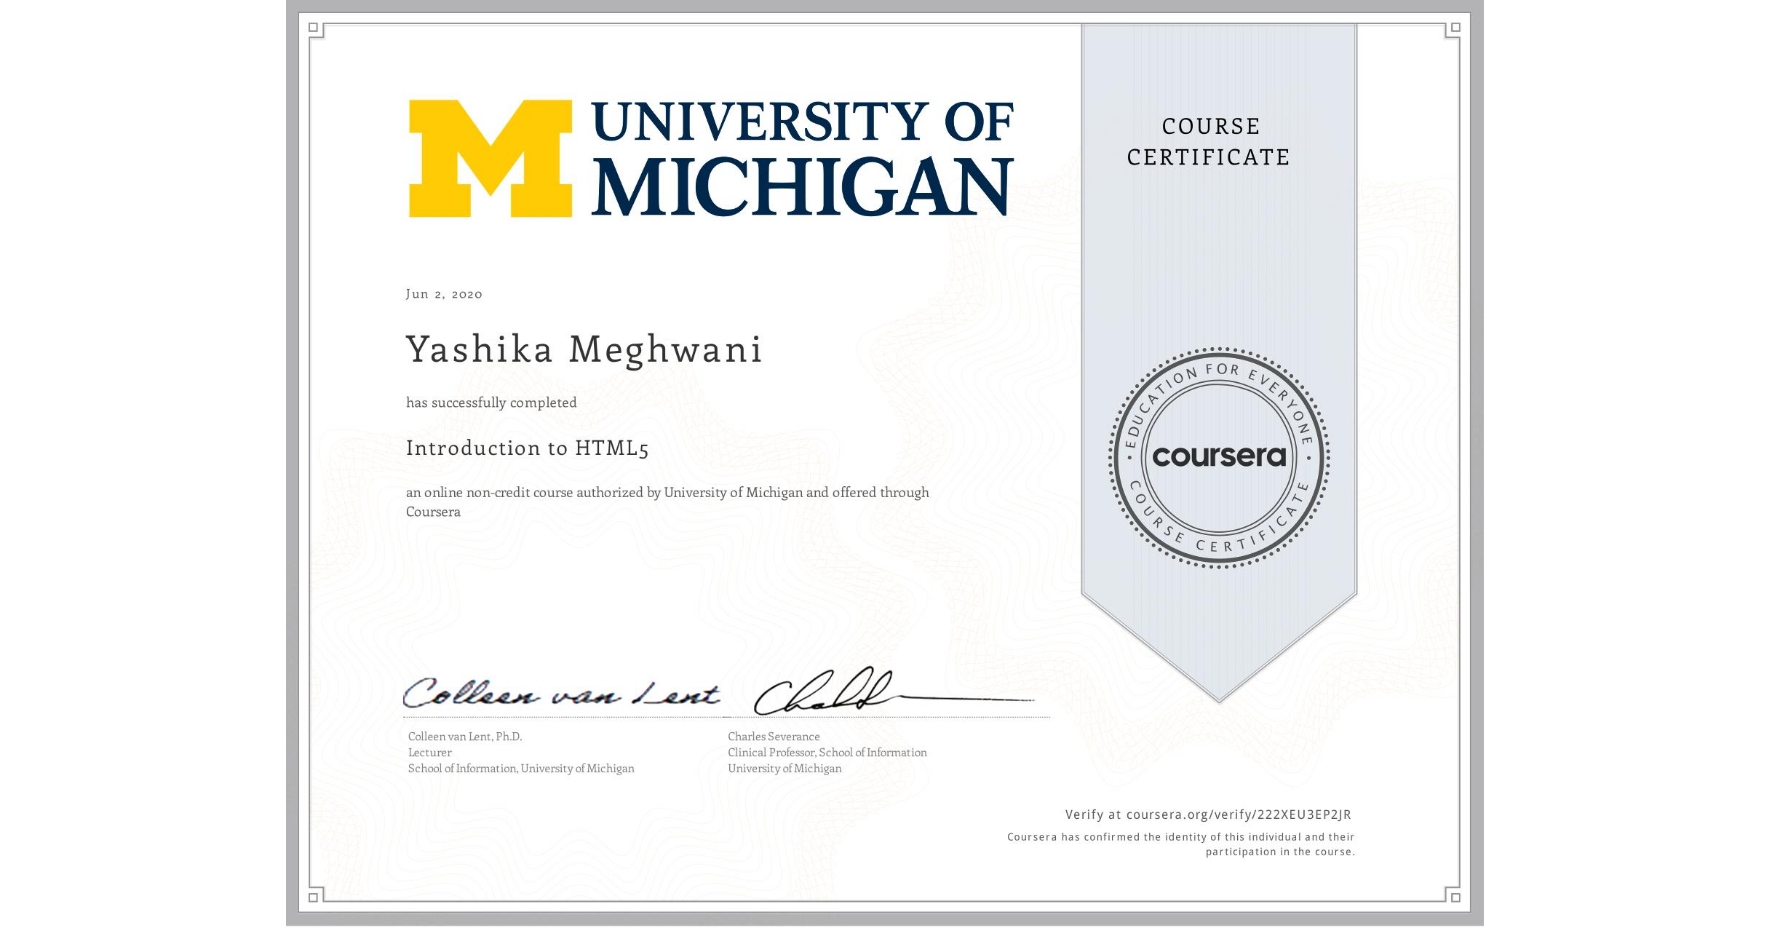 UNIVERSITY OF
MICHIGAN
COURSE
CERTIFICATE
Jun 2, 2020
Yashika Meghwani
has successfully completed
Introduction to HTML5
an online non-credit course authorized by University of Michigan and offered through
Coursera
EDUCATION FOR EVERYONE
coursera
COURSE CERTIFICATE
Colleen van Lent
Colleen van Lent, Ph.D.
Lecturer
School of Information, University of Michigan
Charles Severance
Clinical Professor, School of Information
University of Michigan
Verify at coursera.org/verify/222XEU3EP2JR
Coursera has confirmed the identity of this individual and their
participation in the course.